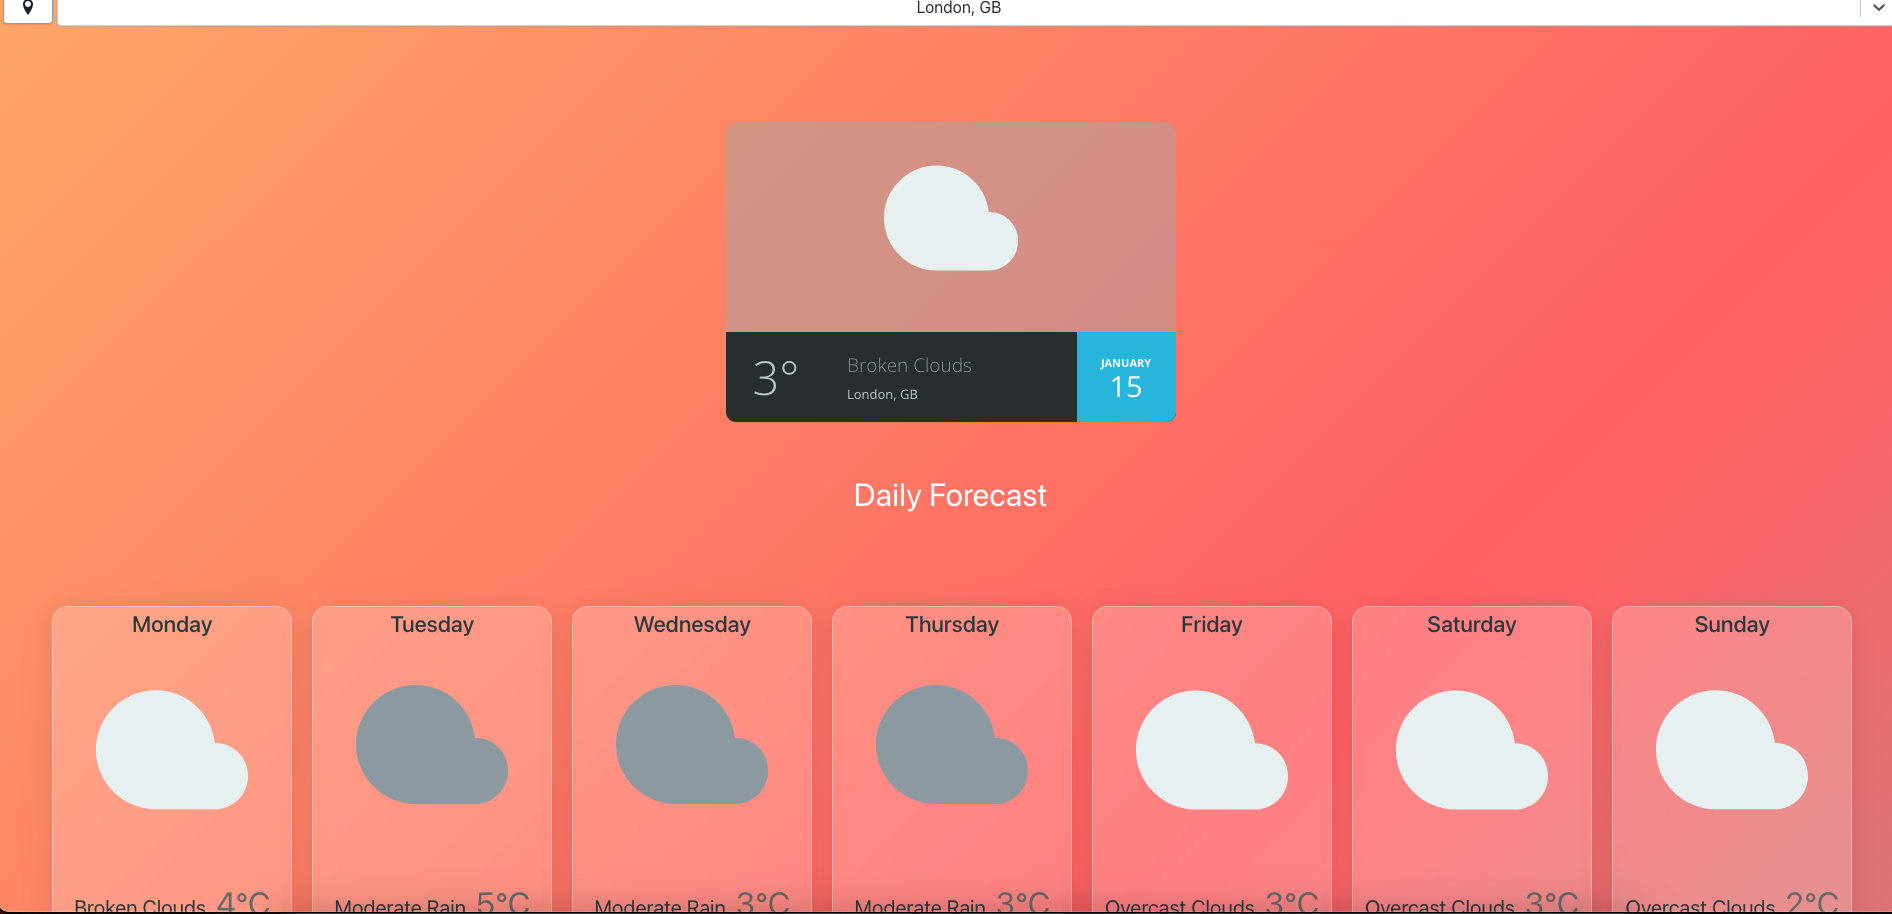 London, GB
3°
Broken Clouds
London, GB
JANUARY
15
Daily Forecast
Monday
Broken Clouds 4°C
Tuesday
Moderate Rain 5°C
Wednesday
Moderate Rain 3°C
Thursday
Moderate Rain 3°C
Friday
Overcast Clouds 3°C
Saturday
Overcast Clouds 3°C
Sunday
Overcast Clouds 2°C